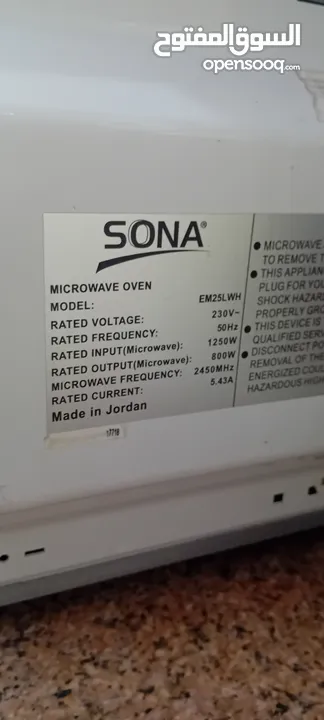 السوق المفتوح
opensooq.com
SONA®
MICROWAVE OVEN
MODEL: EM25LWH
RATED VOLTAGE: 230V~
RATED FREQUENCY: 50Hz
RATED INPUT(Microwave): 1250W
RATED OUTPUT(Microwave): 800W
MICROWAVE FREQUENCY: 2450MHz
RATED CURRENT: 5.43A
Made in Jordan
● MICROWAVE
TO REMOVE T
● THIS APPLIAN
PLUG FOR YOU
SHOCK HAZAR
PROPERLY GRO
● THIS DEVICE IS
QUALIFIED SERV
● DISCONNECT PO
REMOVAL OF THE
ENERGIZED COUL
HAZARDOUS HIGH